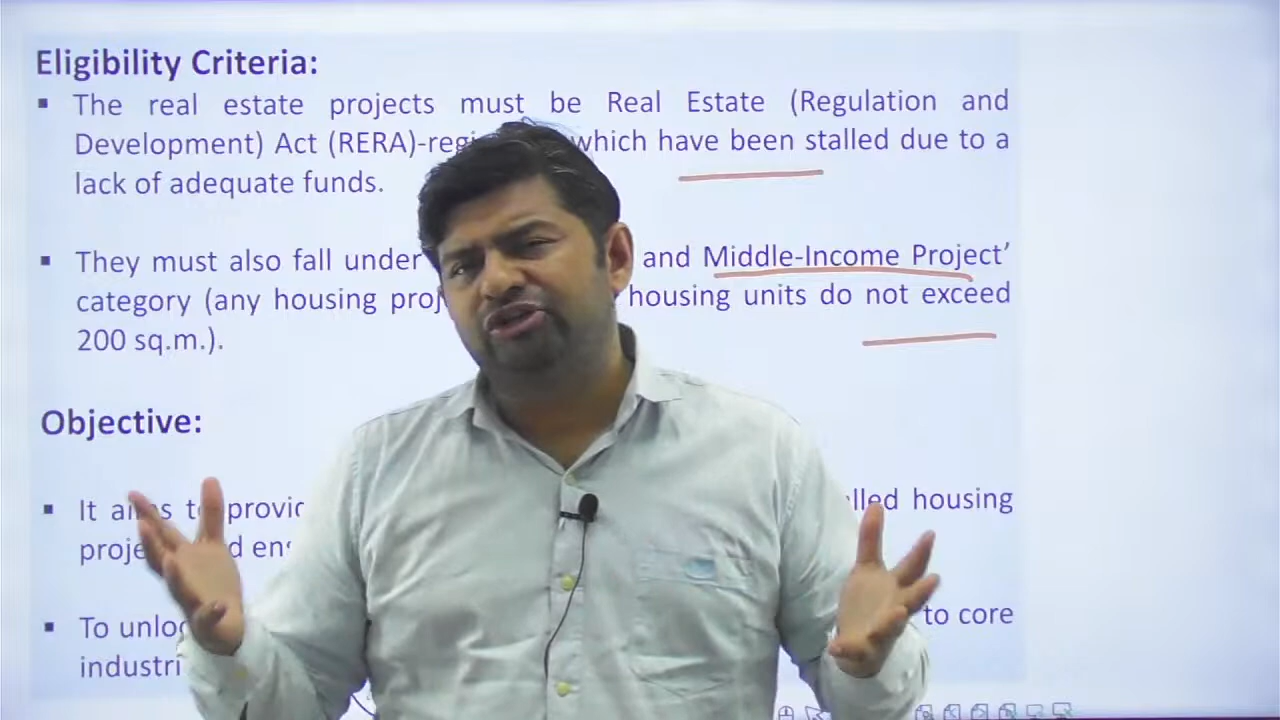 Eligibility Criteria:
▪ The real estate projects must be Real Estate (Regulation and
Development) Act (RERA)-reg which have been stalled due to a
lack of adequate funds.
▪ They must also fall under and Middle-Income Project’
category (any housing proj housing units do not exceed
200 sq.m.).
Objective:
▪ It aims to provid lled housing
proje d ens
▪ To unloc to core
industri